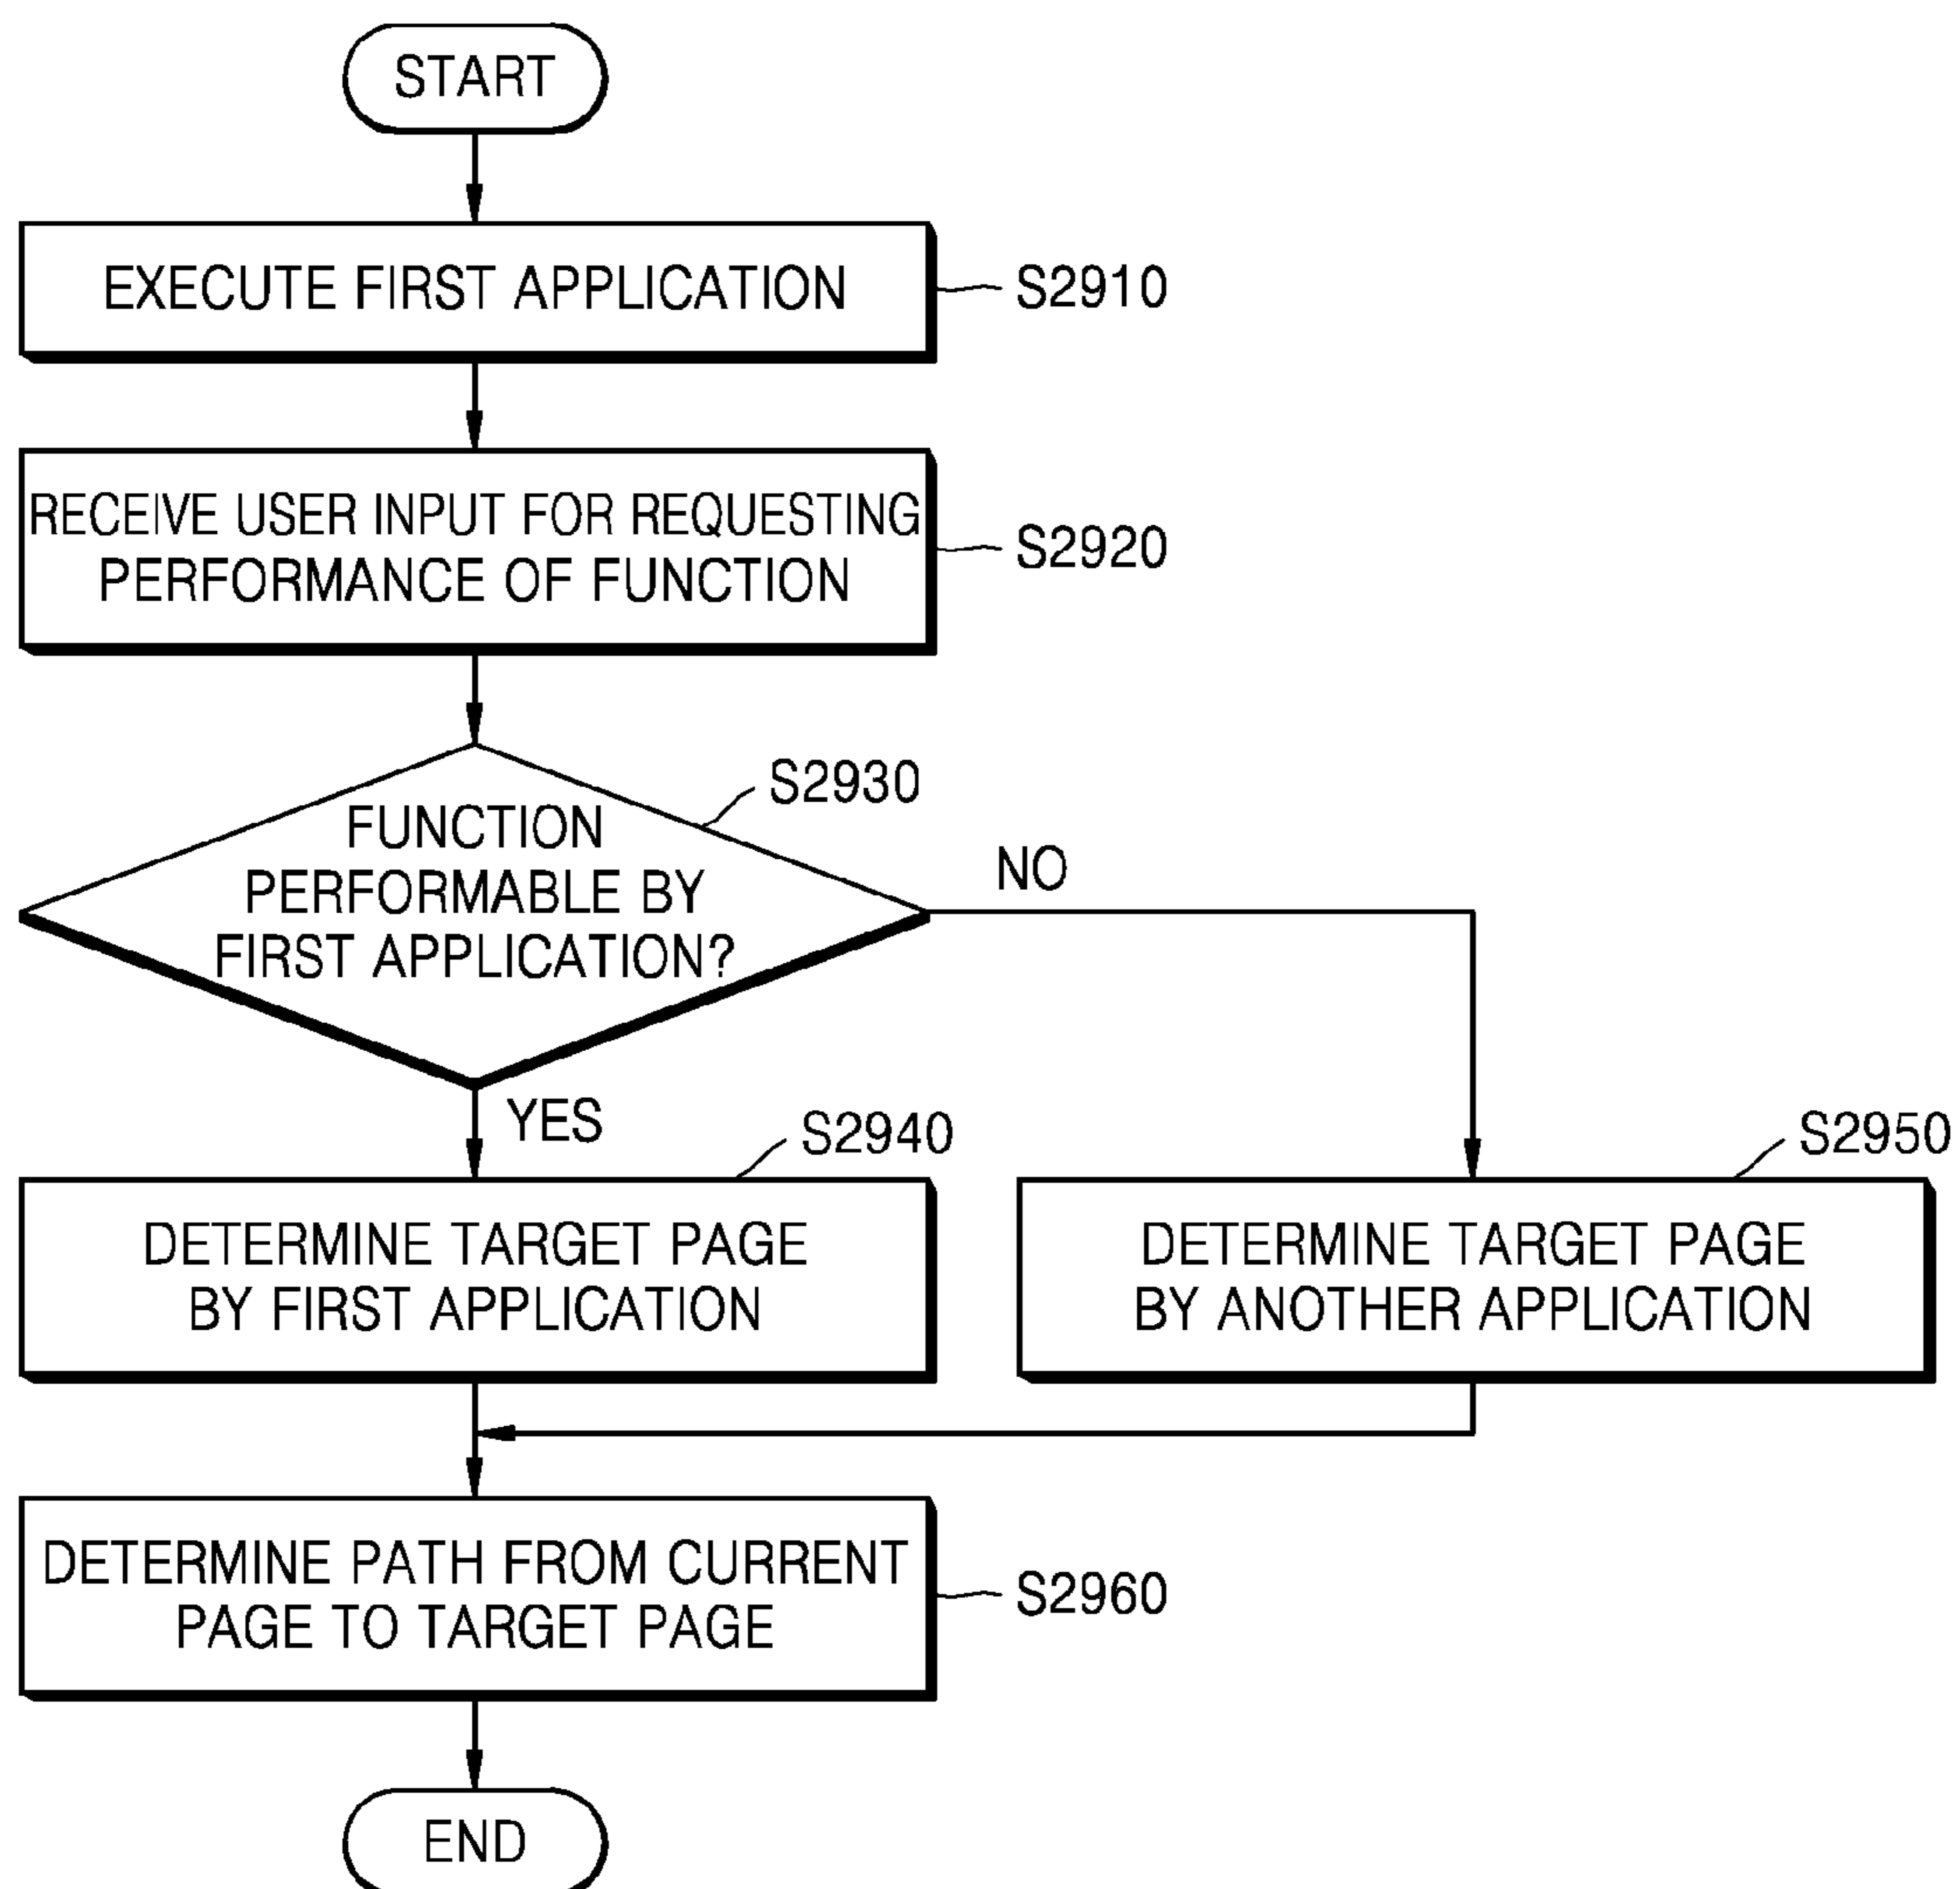 START
EXECUTE FIRST APPLICATION
S2910
RECEIVE USER INPUT FOR REQUESTING
PERFORMANCE OF FUNCTION
S2920
S2930
FUNCTION
PERFORMABLE BY
FIRST APPLICATION?
NO
YES
S2940
DETERMINE TARGET PAGE
BY FIRST APPLICATION
S2950
DETERMINE TARGET PAGE
BY ANOTHER APPLICATION
DETERMINE PATH FROM CURRENT
PAGE TO TARGET PAGE
S2960
END